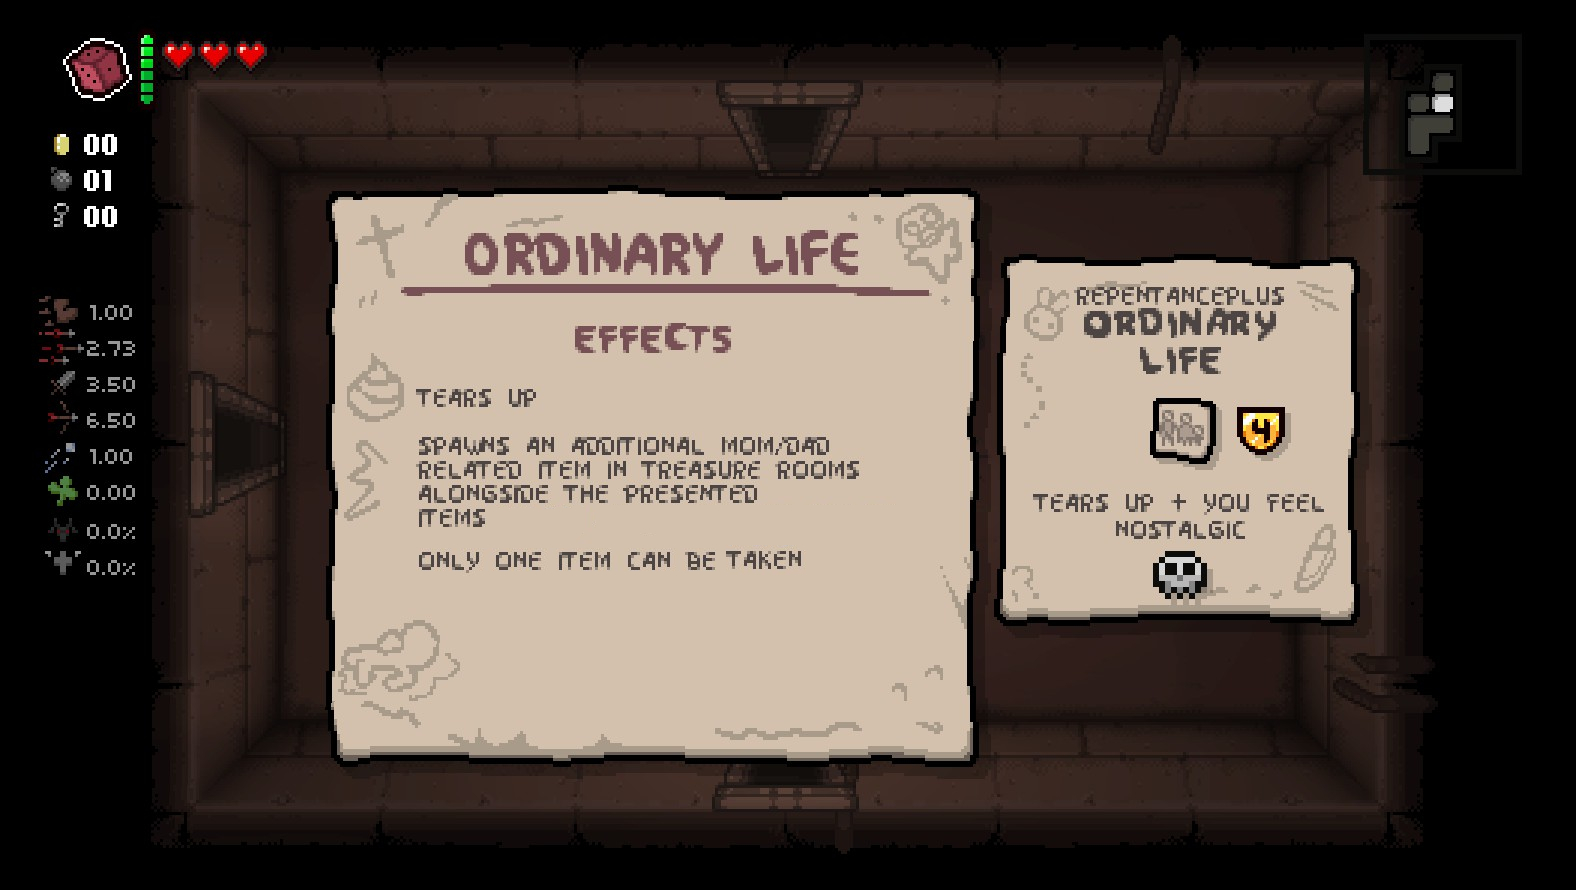 00
01
00
1.00
2.73
3.50
6.50
1.00
0.00
0.0%
0.0%
ORDINARY LIFE
EFFECTS
TEARS UP
SPAWNS AN ADDITIONAL MOM/DAD
RELATED ITEM IN TREASURE ROOMS
ALONGSIDE THE PRESENTED
ITEMS
ONLY ONE ITEM CAN BE TAKEN
REPENTANCEPLUS
ORDINARY
LIFE
4
TEARS UP + YOU FEEL
NOSTALGIC